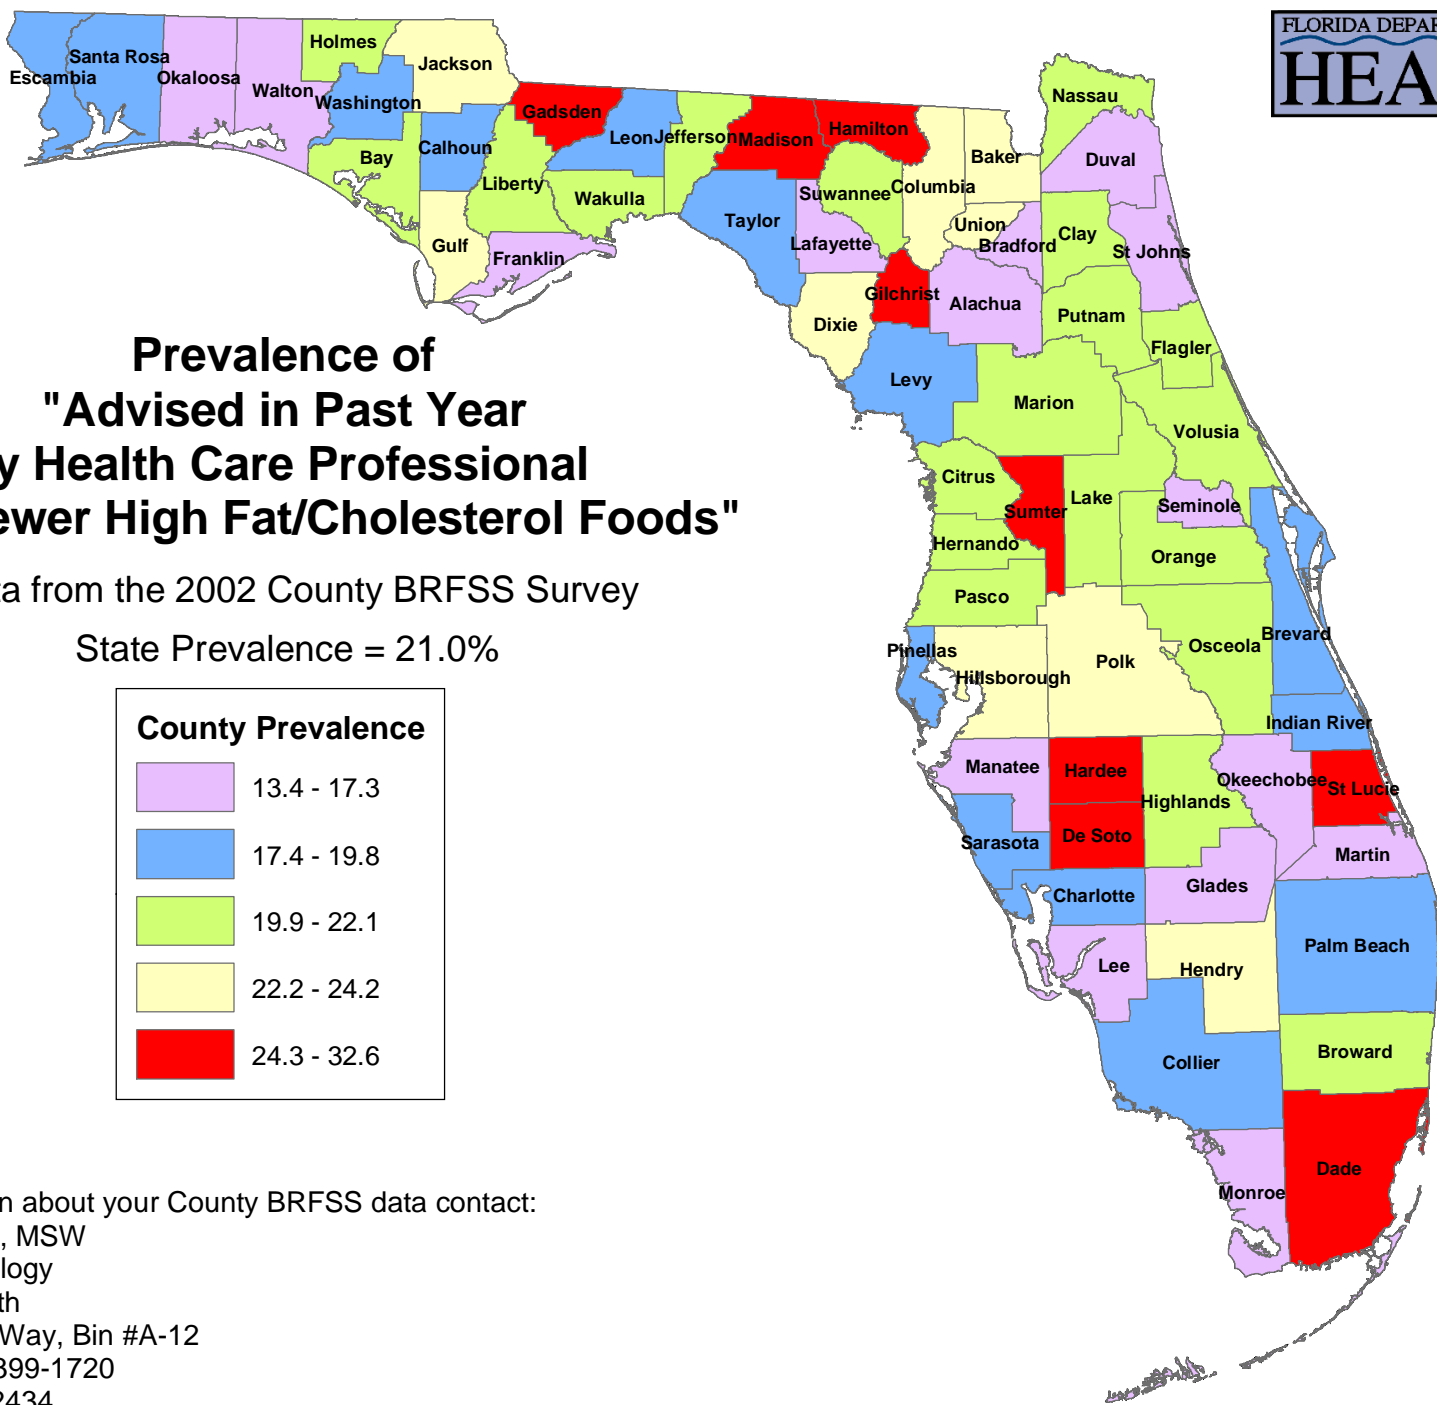 FLORIDA DEPAR
HEA
Holmes
Jackson
Santa Rosa
Escambia
Okaloosa
Walton
Washington
Gadsden
Calhoun
Leon
Jefferson
Madison
Hamilton
Nassau
Baker
Duval
Bay
Liberty
Wakulla
Suwannee
Columbia
Taylor
Lafayette
Union
Bradford
Clay
St Johns
Gulf
Franklin
Gilchrist
Alachua
Putnam
Dixie
Flagler
Levy
Marion
Volusia
Citrus
Sumter
Lake
Seminole
Hernando
Orange
Pasco
Pinellas
Hillsborough
Polk
Osceola
Brevard
Indian River
Manatee
Hardee
Highlands
Okeechobee
St Lucie
Sarasota
De Soto
Martin
Charlotte
Glades
Lee
Hendry
Palm Beach
Collier
Broward
Monroe
Dade
Prevalence of
"Advised in Past Year
y Health Care Professional
ewer High Fat/Cholesterol Foods"
ta from the 2002 County BRFSS Survey
State Prevalence = 21.0%
County Prevalence
13.4 - 17.3
17.4 - 19.8
19.9 - 22.1
22.2 - 24.2
24.3 - 32.6
n about your County BRFSS data contact:
, MSW
logy
th
Way, Bin #A-12
399-1720
2434